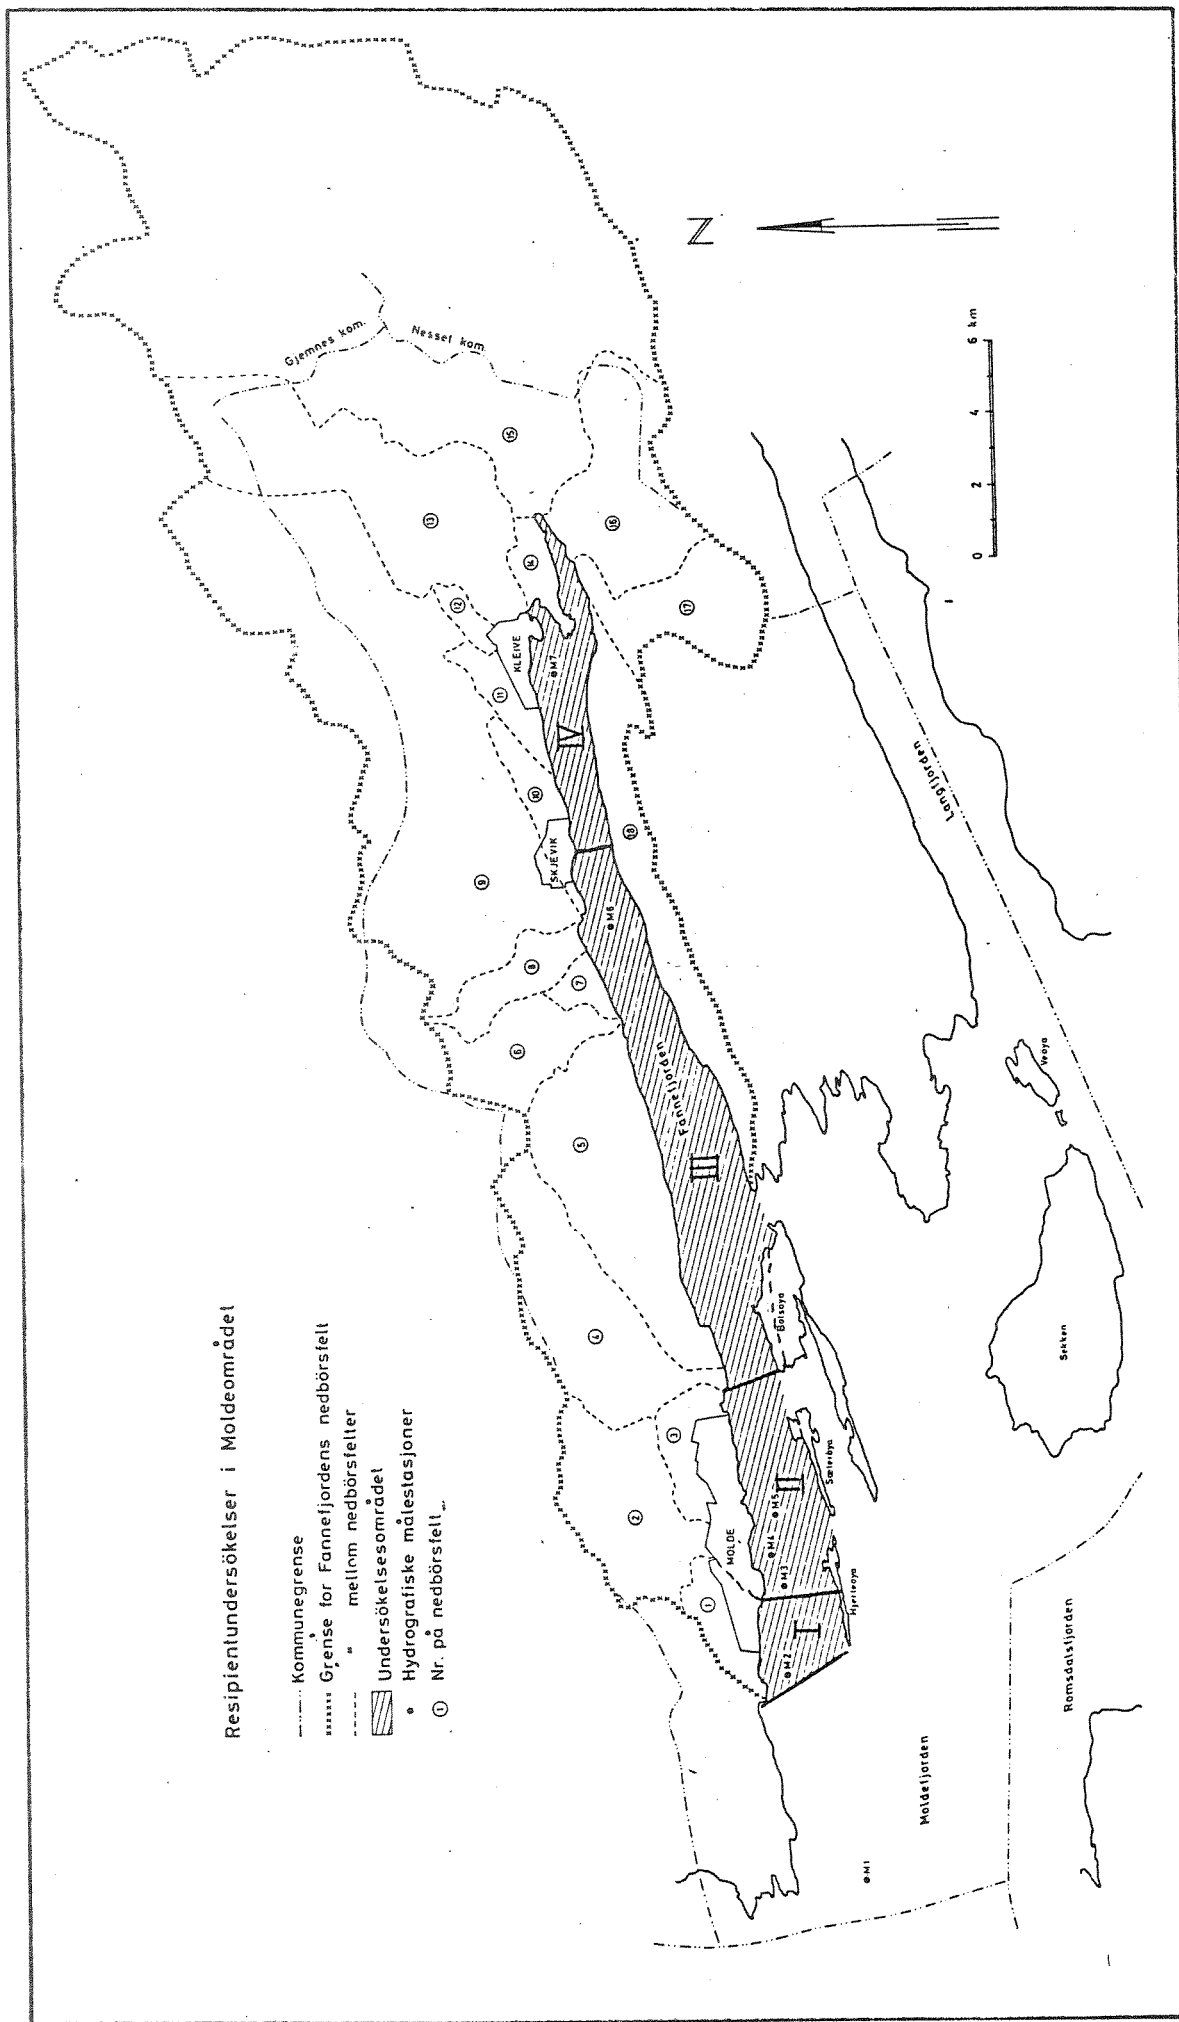 Resipientundersökelser i Moldeområdet
Kommunegrense
Grense for Fannefjordens nedbörsfelt
" mellom nedbörsfelter
Undersökelsesområdet
Hydrografiske målestasjoner
1 Nr. på nedbörsfelt
Gjemnes kom.
Nesset kom.
N
0 2 4 6 km
1
2
3
4
5
6
7
8
9
10
11
12
13
14
15
16
17
18
MOLDE
SKJEVIK
KLEIVE
I
II
III
IV
M1
M2
M3
M4
M5
M6
M7
Fannefjorden
Bolsøya
Sæterøya
Hjertøya
Sekken
Veøya
Langfjorden
Moldefjorden
Romsdalsfjorden